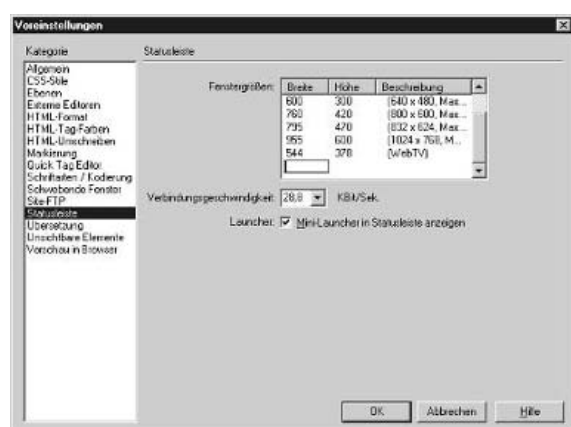 Voreinstellungen
Kategorie
Statusleiste
Allgemein
CSS-Stile
Ebenen
Externe Editoren
HTML-Format
HTML-Tag-Farben
HTML-Umschreiben
Markierung
Quick Tag Editor
Schriftarten / Kodierung
Schwebende Fenster
Site-FTP
Statusleiste
Übersetzung
Unsichtbare Elemente
Vorschau in Browser
Fenstergrößen: Breite Höhe Beschreibung
600 300 (640 x 480, Max...
760 420 (800 x 600, Max...
795 470 (832 x 624, Max...
955 600 (1024 x 768, M...
544 378 (WebTV)
Verbindungsgeschwindigkeit: 28,8 KBit/Sek.
Launcher: Mini-Launcher in Statusleiste anzeigen
OK Abbrechen Hilfe